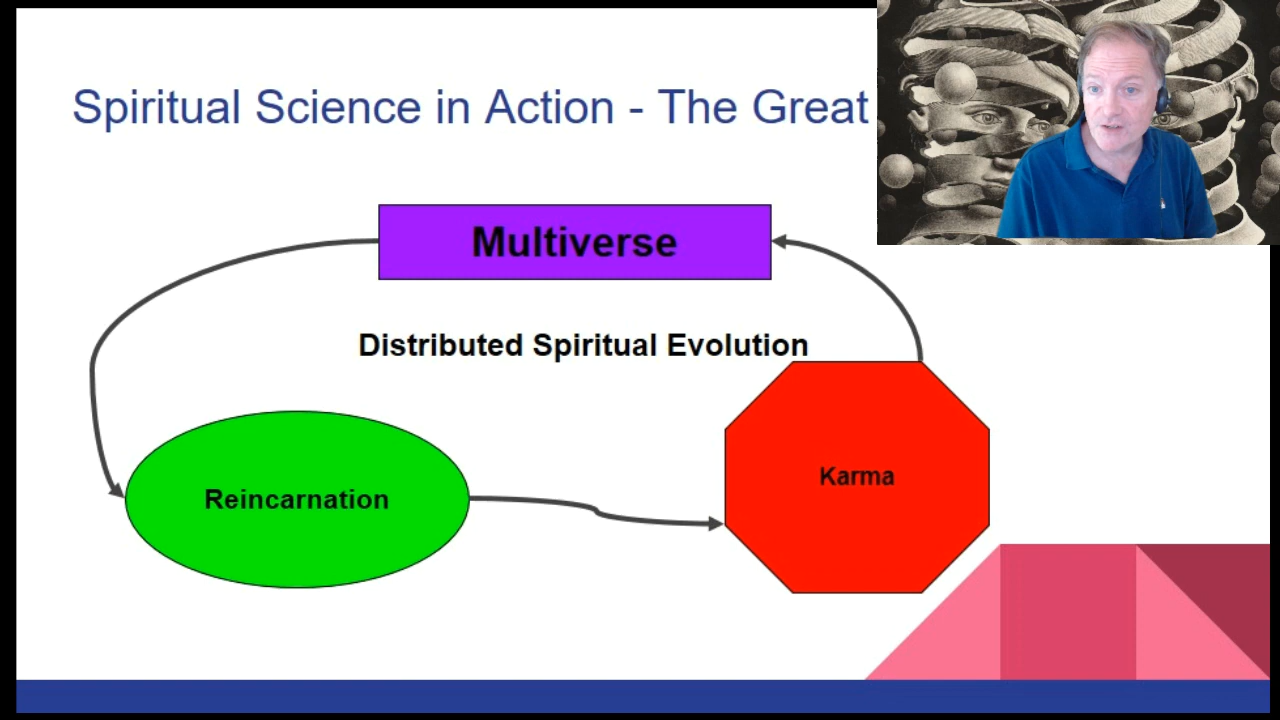 Spiritual Science in Action - The Great
Multiverse
Distributed Spiritual Evolution
Reincarnation
Karma